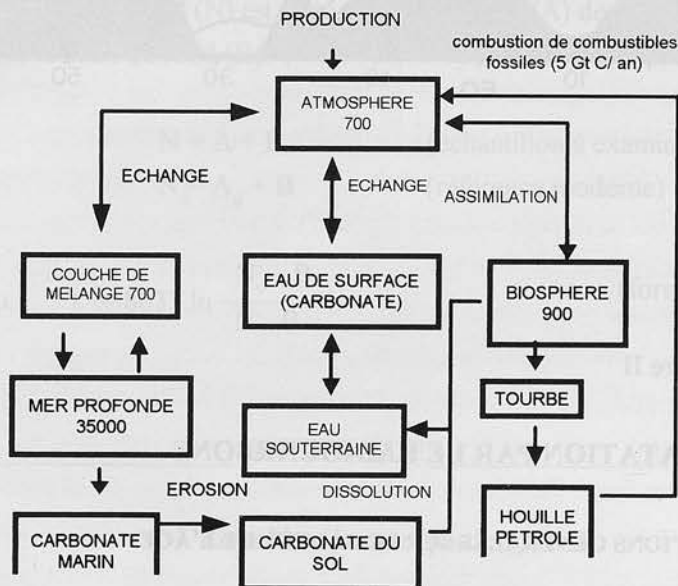 PRODUCTION
combustion de combustibles
fossiles (5 Gt C/ an)
ATMOSPHERE
700
ECHANGE
ECHANGE
ASSIMILATION
COUCHE DE
MELANGE 700
EAU DE SURFACE
(CARBONATE)
BIOSPHERE
900
MER PROFONDE
35000
EAU
SOUTERRAINE
TOURBE
EROSION
DISSOLUTION
CARBONATE
MARIN
CARBONATE DU
SOL
HOUILLE
PETROLE